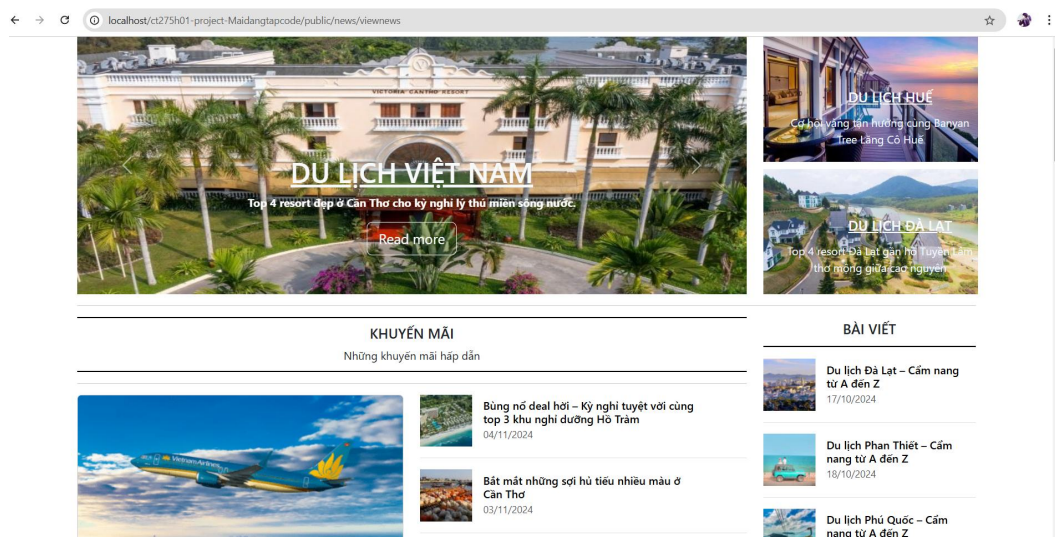 localhost/ct275h01-project-Maidangtapcode/public/news/viewnews
VICTORIA CANTHO RESORT
DU LỊCH VIỆT NAM
Top 4 resort đẹp ở Cần Thơ cho kỳ nghỉ lý thú miền sông nước.
Read more
DU LỊCH HUẾ
Cơ hội vàng tận hưởng cùng Banyan
Tree Lăng Cô Huế
DU LỊCH ĐÀ LẠT
Top 4 resort Đà Lạt gần hồ Tuyền Lâm
thơ mộng giữa cao nguyên
KHUYẾN MÃI
Những khuyến mãi hấp dẫn
Vietnam Airlines
Bùng nổ deal hời – Kỳ nghỉ tuyệt vời cùng
top 3 khu nghỉ dưỡng Hồ Tràm
04/11/2024
Bắt mắt những sợi hủ tiếu nhiều màu ở
Cần Thơ
03/11/2024
BÀI VIẾT
Du lịch Đà Lạt – Cẩm nang
từ A đến Z
17/10/2024
Du lịch Phan Thiết – Cẩm
nang từ A đến Z
18/10/2024
Du lịch Phú Quốc – Cẩm
nang từ A đến Z